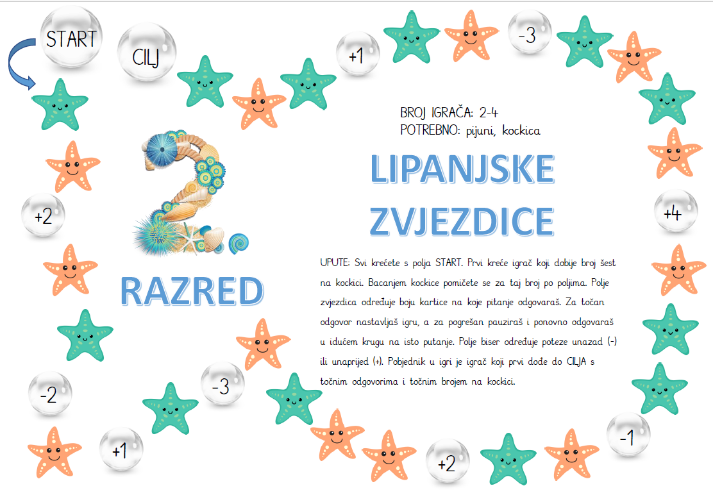 START
CILJ
+1
-3
+2
+4
-2
+1
-3
+2
-1
2.
RAZRED
BROJ IGRAČA: 2-4
POTREBNO: pijuni, kockica
LIPANJSKE
ZVJEZDICE
UPUTE: Svi krećete s polja START. Prvi kreće igrač koji dobije broj šest
na kockici. Bacanjem kockice pomičete se za taj broj po poljima. Polje
zvjezdica određuje boju kartice na koje pitanje odgovaraš. Za točan
odgovor nastavljaš igru, a za pogrešan pauziraš i ponovno odgovaraš
u idućem krugu na isto pitanje. Polje biser određuje poteze unazad (-)
ili unaprijed (+). Pobjednik u igri je igrač koji prvi dođe do CILJA s
točnim odgovorima i točnim brojem na kockici.